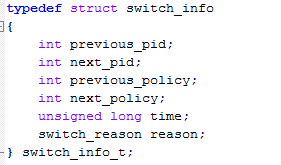 typedef struct switch_info
{
    int previous_pid;
    int next_pid;
    int previous_policy;
    int next_policy;
    unsigned long time;
    switch_reason reason;
} switch_info_t;